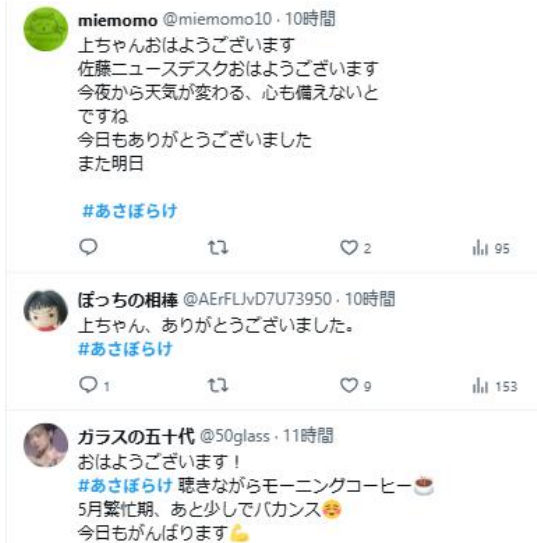 miemomo @miemomo10 · 10時間
上ちゃんおはようございます
佐藤ニュースデスクおはようございます
今夜から天気が変わる、心も備えないと
ですね
今日もありがとうございました
また明日
#あさぼらけ
2 95
ぽっちの相棒 @AErFLJvD7U73950 · 10時間
上ちゃん、ありがとうございました。
#あさぼらけ
1 9 153
ガラスの五十代 @50glass · 11時間
おはようございます！
#あさぼらけ 聴きながらモーニングコーヒー☕
5月繁忙期、あと少しでバカンス☺️
今日もがんばります💪